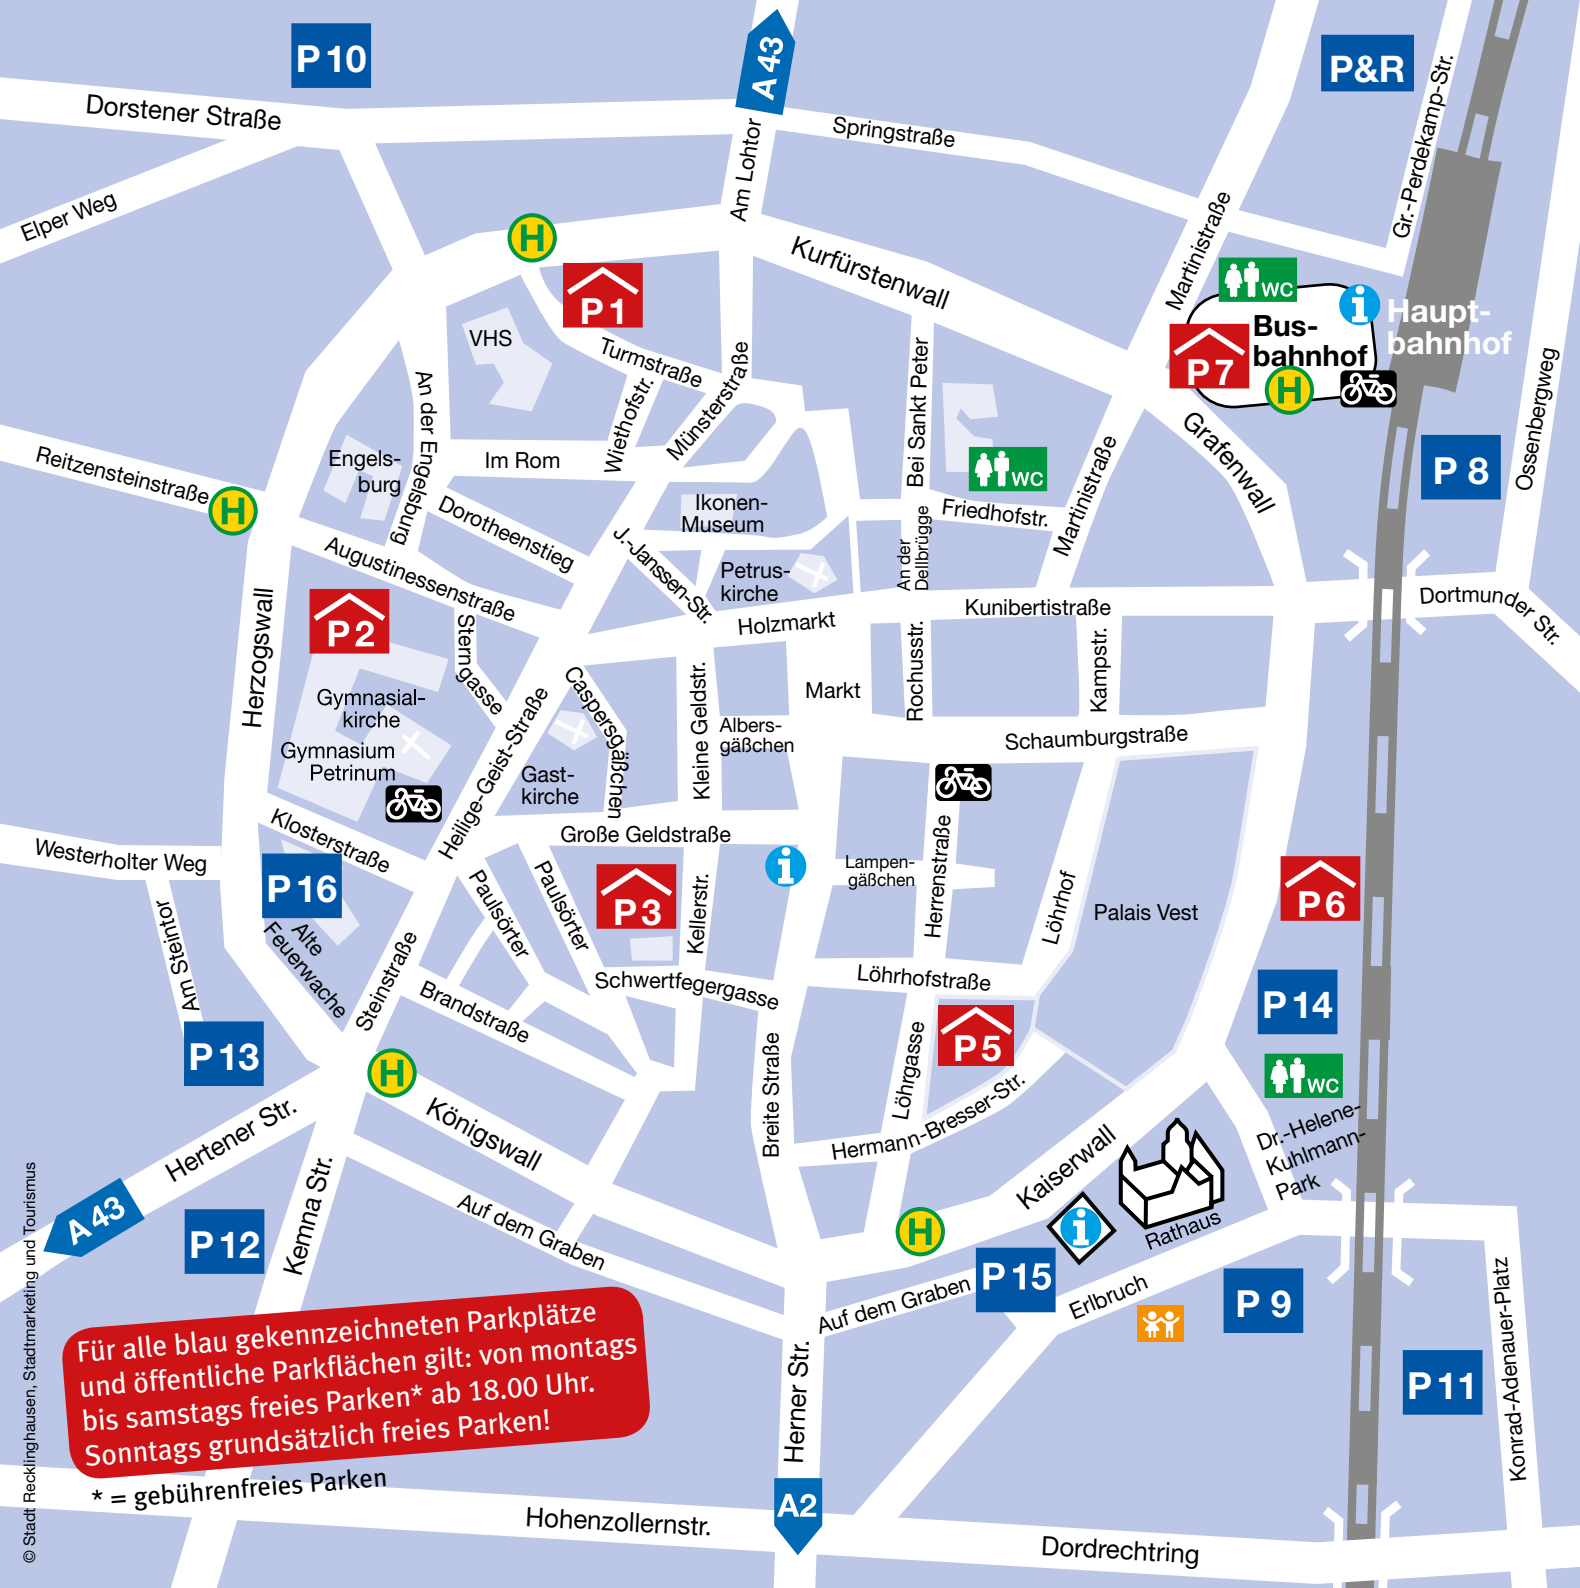 P 10
A 43
P&R
Dorstener Straße
Elper Weg
Am Lohtor
Springstraße
Gr.-Perdekamp-Str.
H
P 1
Kurfürstenwall
Martinistraße
WC
i
Bus-
bahnhof
Haupt-
bahnhof
P 7
H
Ossenbergweg
VHS
Turmstraße
Wiethofstr.
Münsterstraße
An der Engelsburg
Bei Sankt Peter
Grafenwall
P 8
Reitzensteinstraße
H
Engels-
burg
Im Rom
WC
Martinistraße
Friedhofstr.
Dorotheenstieg
Ikonen-
Museum
J.-Janssen-Str.
An der
Dellbrügge
Augustinessenstraße
Petrus-
kirche
Holzmarkt
Kunibertistraße
Dortmunder Str.
P 2
Sterngasse
Herzogswall
Gymnasial-
kirche
Gymnasium
Petrinum
Caspersgäßchen
Kleine Geldstr.
Markt
Rochusstr.
Kampstr.
Albers-
gäßchen
Schaumburgstraße
Heilige-Geist-Straße
Gast-
kirche
Klosterstraße
Große Geldstraße
Westerholter Weg
P 16
Paulsörter
Paulsörter
P 3
Kellerstr.
i
Lampen-
gäßchen
Herrenstraße
Löhrhof
Palais Vest
P 6
Am Steintor
Alte
Feuerwache
Steinstraße
Brandstraße
Schwertfegergasse
Löhrhofstraße
P 14
P 13
H
P 5
Löhrgasse
Breite Straße
WC
Hertener Str.
Königswall
Hermann-Bresser-Str.
Dr.-Helene-
Kuhlmann-
Park
Kaiserwall
A 43
P 12
Kemna Str.
Auf dem Graben
H
i
Rathaus
Auf dem Graben
P 15
Erlbruch
P 9
Konrad-Adenauer-Platz
P 11
Herner Str.
Für alle blau gekennzeichneten Parkplätze
und öffentliche Parkflächen gilt: von montags
bis samstags freies Parken* ab 18.00 Uhr.
Sonntags grundsätzlich freies Parken!
* = gebührenfreies Parken
A2
Hohenzollernstr.
Dordrechtring
© Stadt Recklinghausen, Stadtmarketing und Tourismus